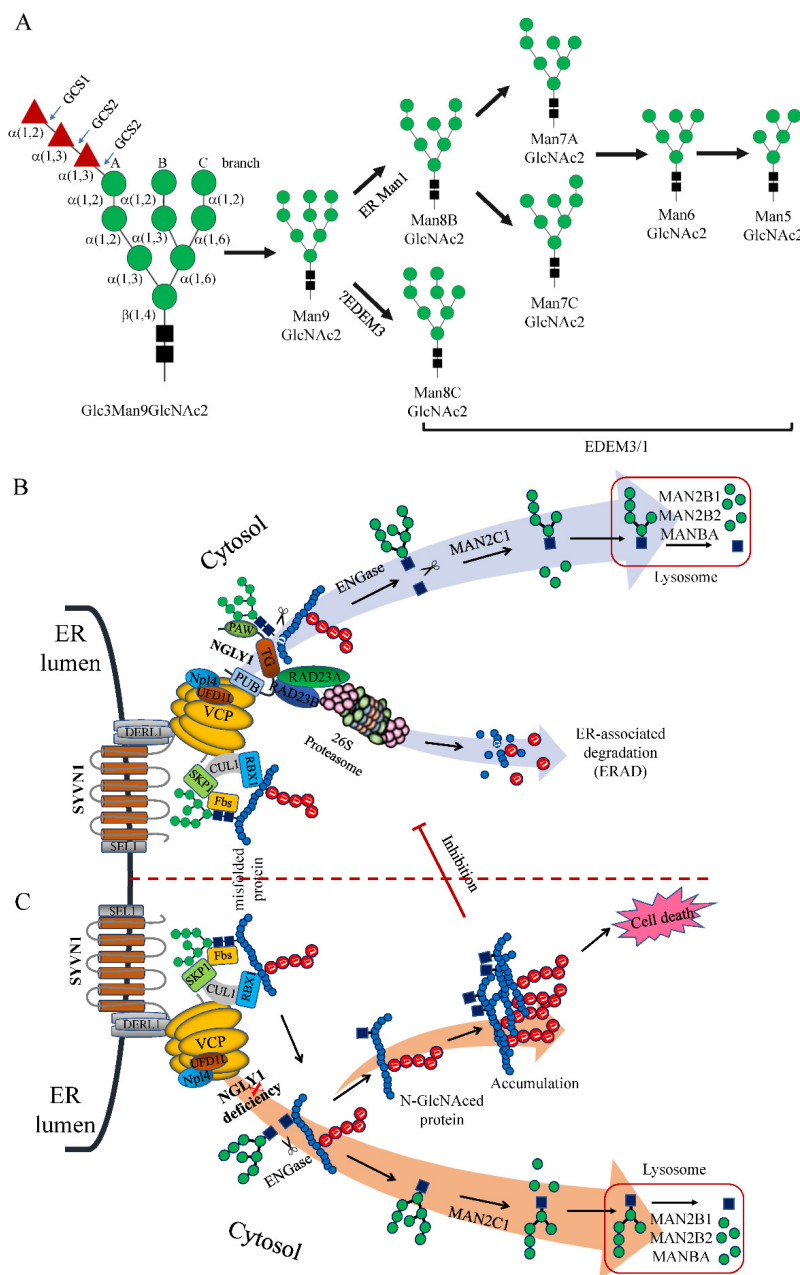 A
GCS1
GCS2
GCS2
α(1,2)
α(1,3)
α(1,3)
A
B
C
branch
α(1,2)
α(1,2)
α(1,2)
α(1,2)
α(1,3)
α(1,6)
α(1,3)
α(1,6)
β(1,4)
Glc3Man9GlcNAc2
Man9
GlcNAc2
ER Man1
?EDEM3
Man8B
GlcNAc2
Man8C
GlcNAc2
Man7A
GlcNAc2
Man7C
GlcNAc2
Man6
GlcNAc2
Man5
GlcNAc2
EDEM3/1
B
Cytosol
ER
lumen
ENGase
MAN2C1
MAN2B1
MAN2B2
MANBA
Lysosome
PAW
NGLY1
TG
PUB
RAD23A
RAD23B
D
Npl4
UFD1L
VCP
DERL1
26S
Proteasome
D
ER-associated
degradation
(ERAD)
SYVN1
CUL1
RBX1
SKP1
Fbs
SEL1
misfolded
protein
Inhibition
C
SEL1
SYVN1
Fbs
SKP1
CUL1
RBX1
DERL1
VCP
UFD1L
Npl4
ER
lumen
NGLY1
deficiency
ENGase
N-GlcNAced
protein
Accumulation
Cell death
Cytosol
MAN2C1
Lysosome
MAN2B1
MAN2B2
MANBA